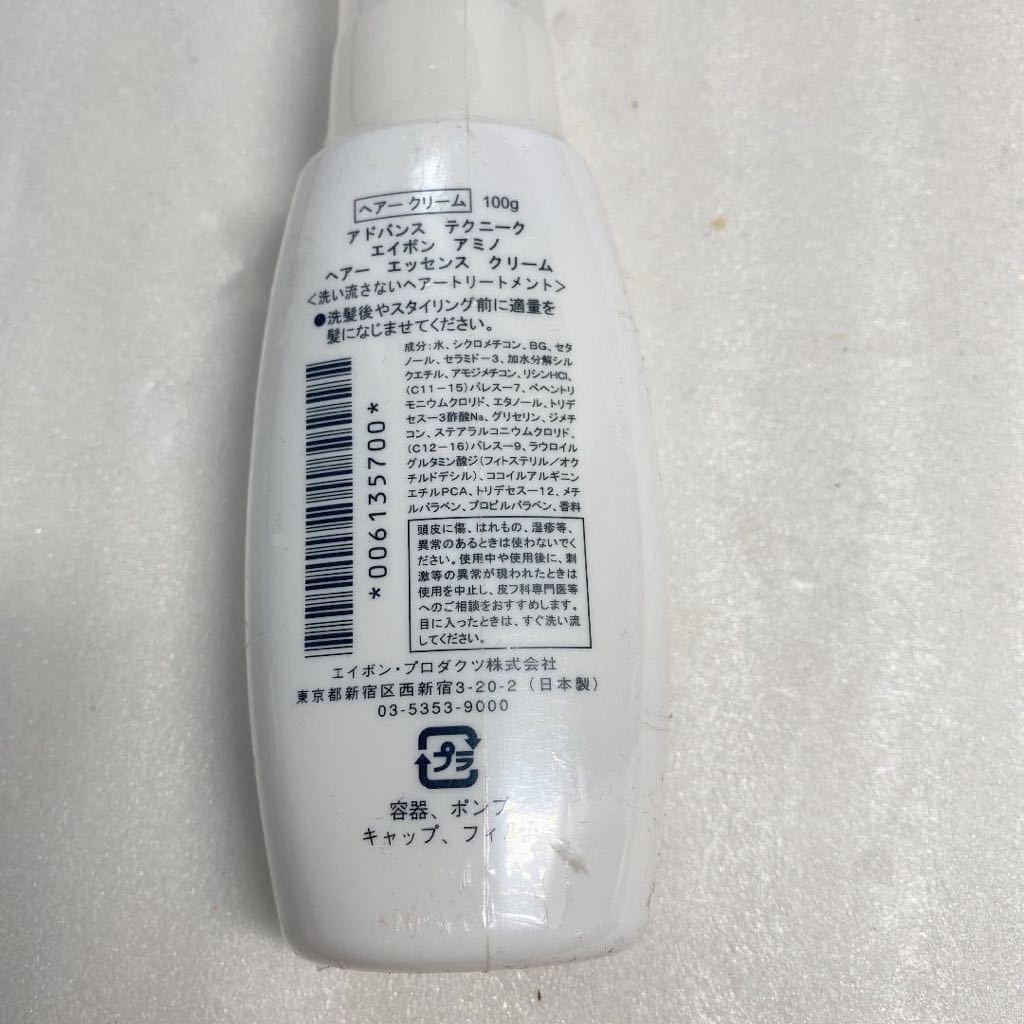 ヘアー クリーム 100g
アドバンス テクニーク
エイボン アミノ
ヘアー エッセンス クリーム
<洗い流さないヘアートリートメント>
●洗髪後やスタイリング前に適量を
髪になじませてください。
成分:水、シクロメチコン、BG、セタ
ノール、セラミド-3、加水分解シル
クエチル、アモジメチコン、リシンHCl、
(C11-15)パレス-7、ベヘントリ
モニウムクロリド、エタノール、トリデ
セス-3酢酸Na、グリセリン、ジメチ
コン、ステアラルコニウムクロリド、
(C12-16)パレス-9、ラウロイル
グルタミン酸ジ(フィトステリル/オク
チルドデシル)、ココイルアルギニン
エチルPCA、トリデセス-12、メチ
ルパラベン、プロピルパラベン、香料
*006135700*
頭皮に傷、はれもの、湿疹等、
異常のあるときは使わないでく
ださい。使用中や使用後に、刺
激等の異常が現われたときは
使用を中止し、皮フ科専門医等
へのご相談をおすすめします。
目に入ったときは、すぐ洗い流
してください。
エイボン・プロダクツ株式会社
東京都新宿区西新宿3-20-2 (日本製)
03-5353-9000
プラ
容器、ポンプ
キャップ、フィ